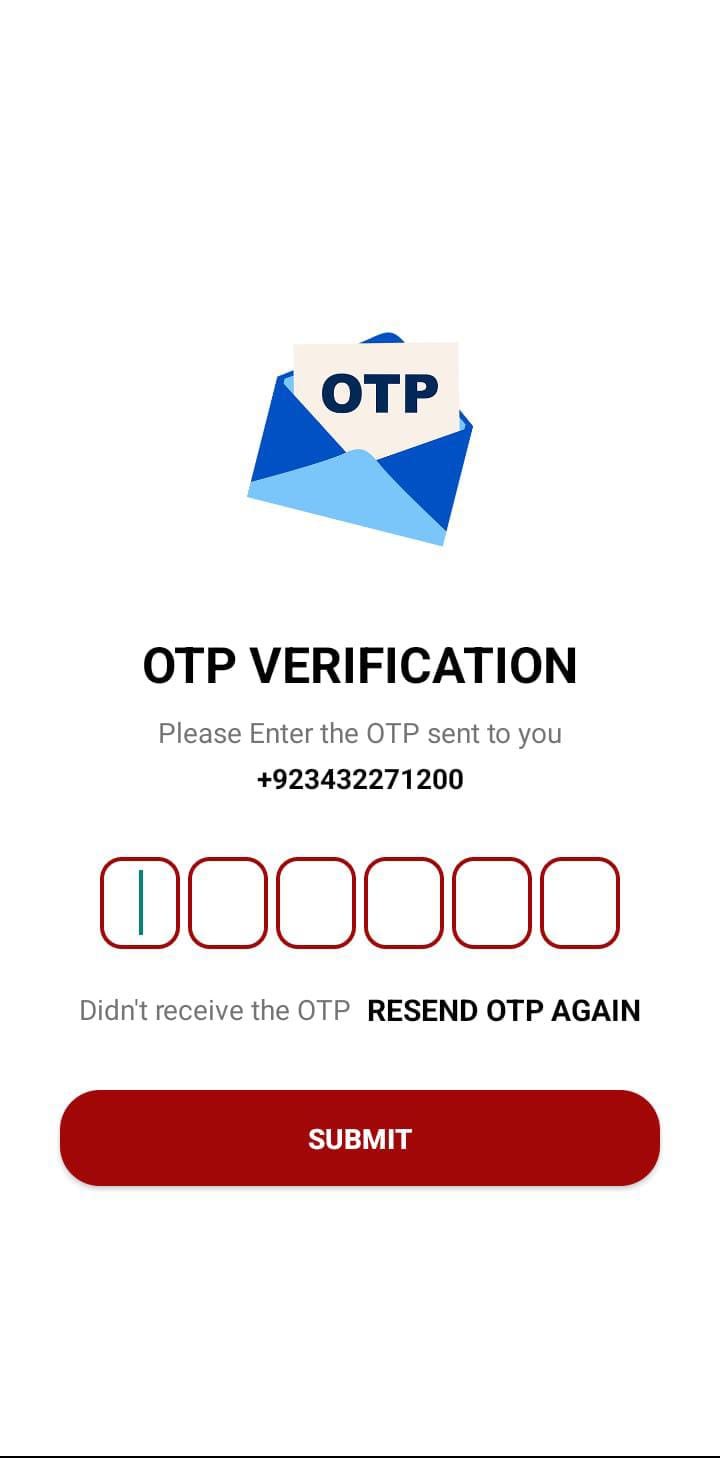 OTP
OTP VERIFICATION
Please Enter the OTP sent to you
+923432271200
Didn't receive the OTP RESEND OTP AGAIN
SUBMIT